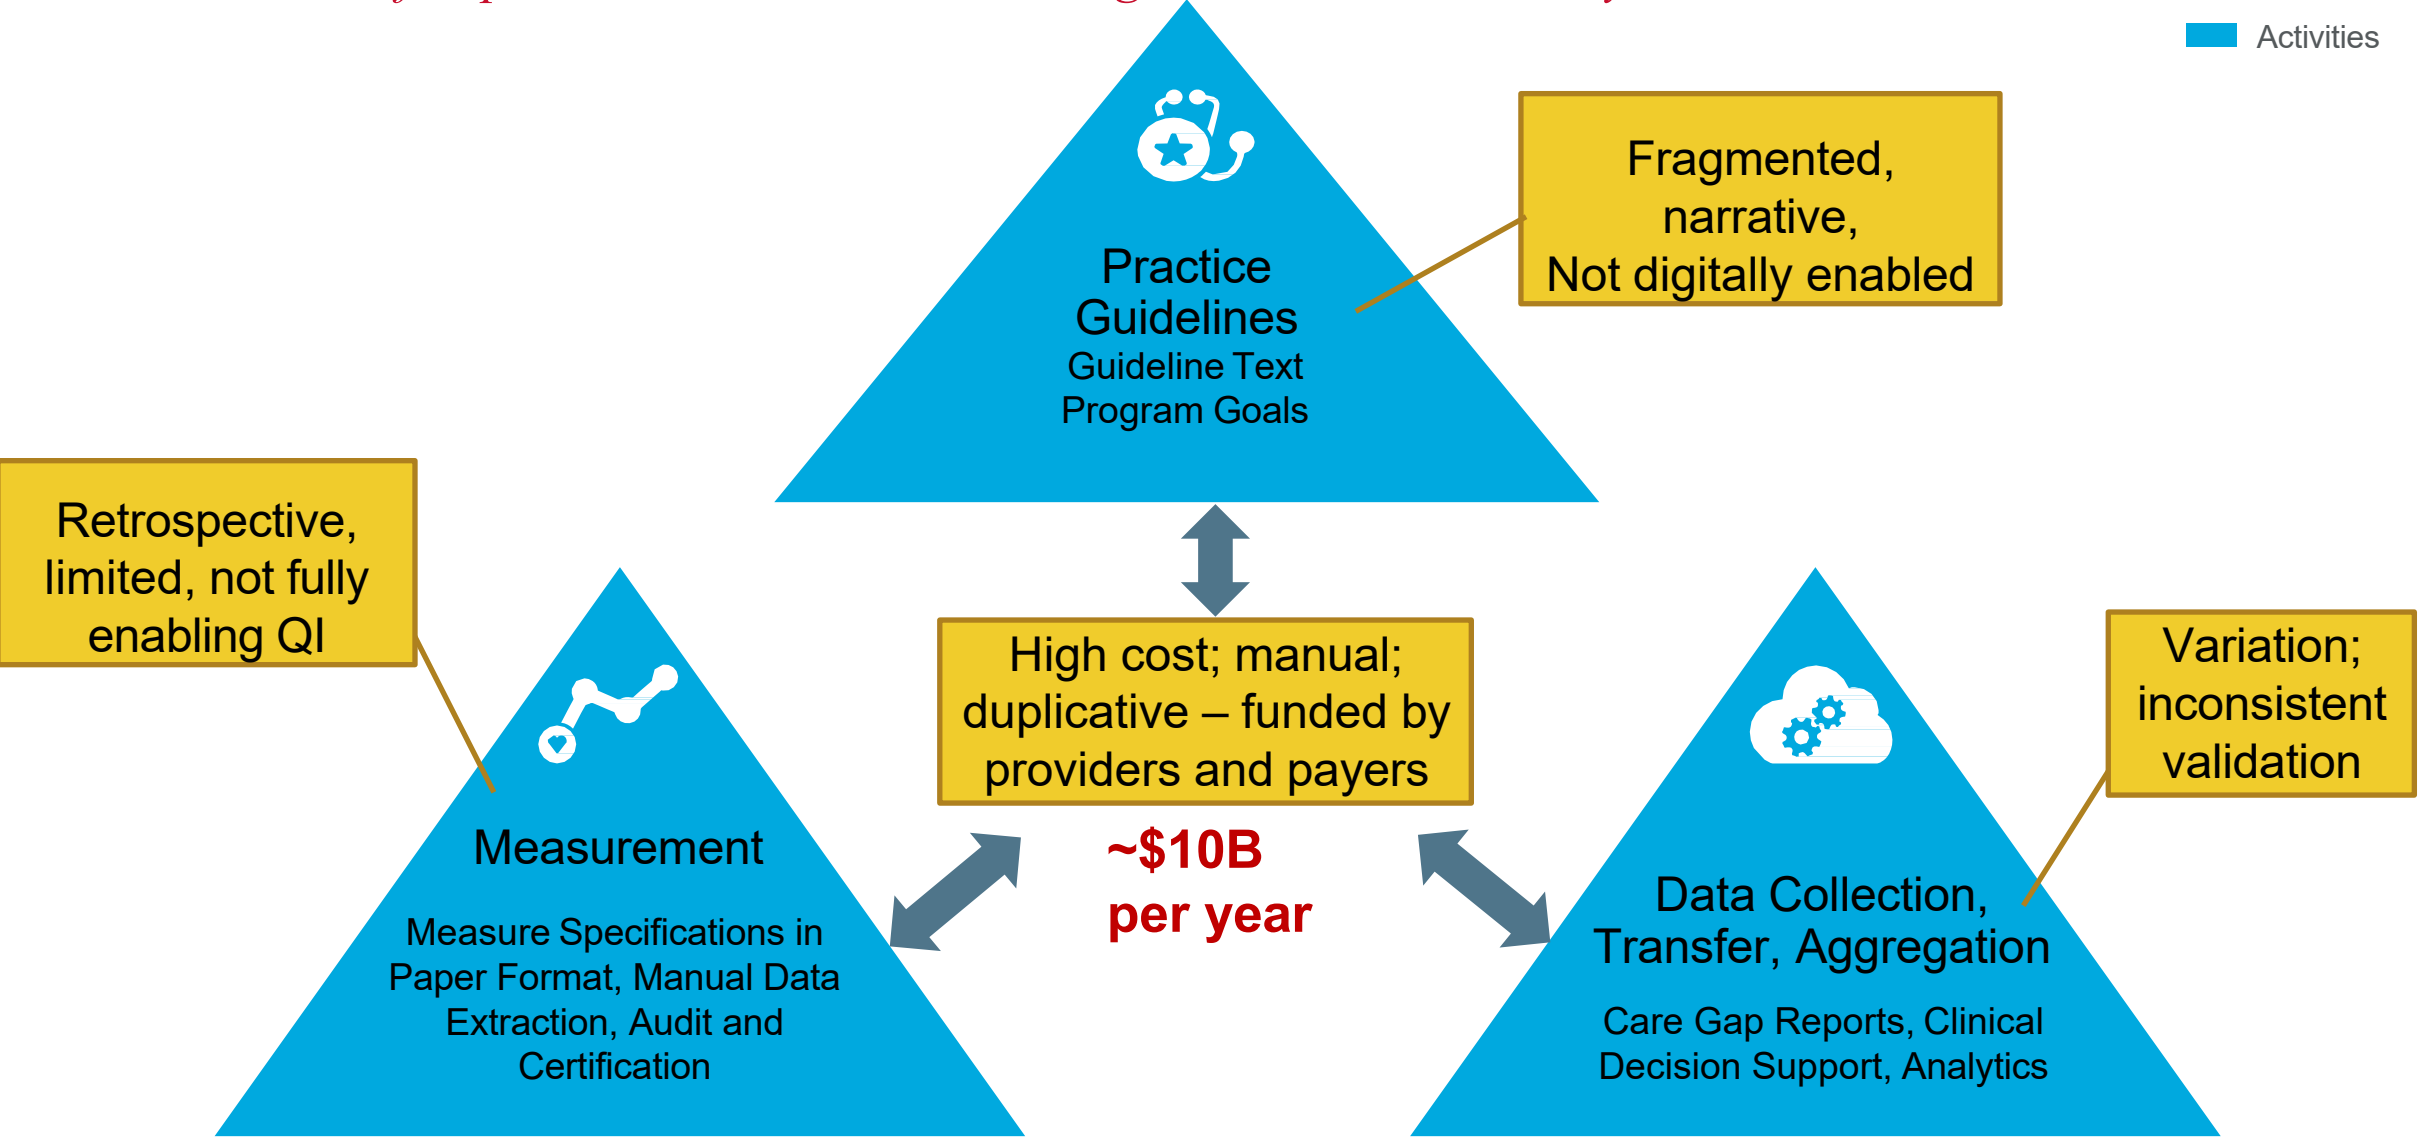 Activities
Fragmented,
narrative,
Not digitally enabled
Practice
Guidelines
Guideline Text
Program Goals
Retrospective,
limited, not fully
enabling QI
High cost; manual;
duplicative – funded by
providers and payers
~$10B
per year
Variation;
inconsistent
validation
Measurement
Measure Specifications in
Paper Format, Manual Data
Extraction, Audit and
Certification
Data Collection,
Transfer, Aggregation
Care Gap Reports, Clinical
Decision Support, Analytics